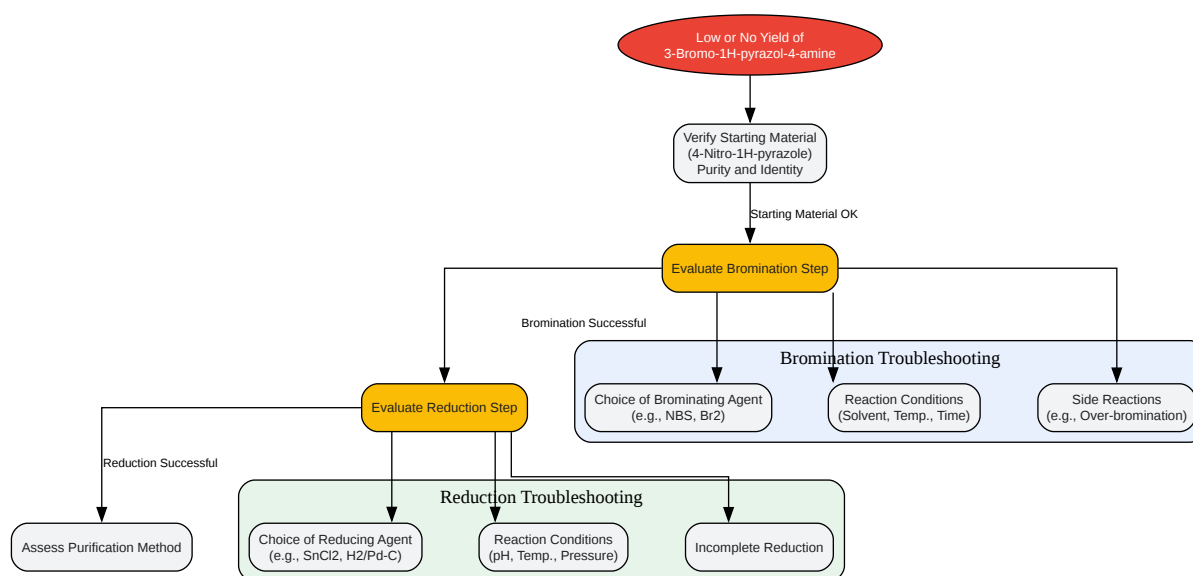 Low or No Yield of
3-Bromo-1H-pyrazol-4-amine
Verify Starting Material
(4-Nitro-1H-pyrazole)
Purity and Identity
Starting Material OK
Evaluate Bromination Step
Bromination Successful
Bromination Troubleshooting
Choice of Brominating Agent
(e.g., NBS, Br2)
Reaction Conditions
(Solvent, Temp., Time)
Side Reactions
(e.g., Over-bromination)
Evaluate Reduction Step
Reduction Successful
Reduction Troubleshooting
Assess Purification Method
Choice of Reducing Agent
(e.g., SnCl2, H2/Pd-C)
Reaction Conditions
(pH, Temp., Pressure)
Incomplete Reduction